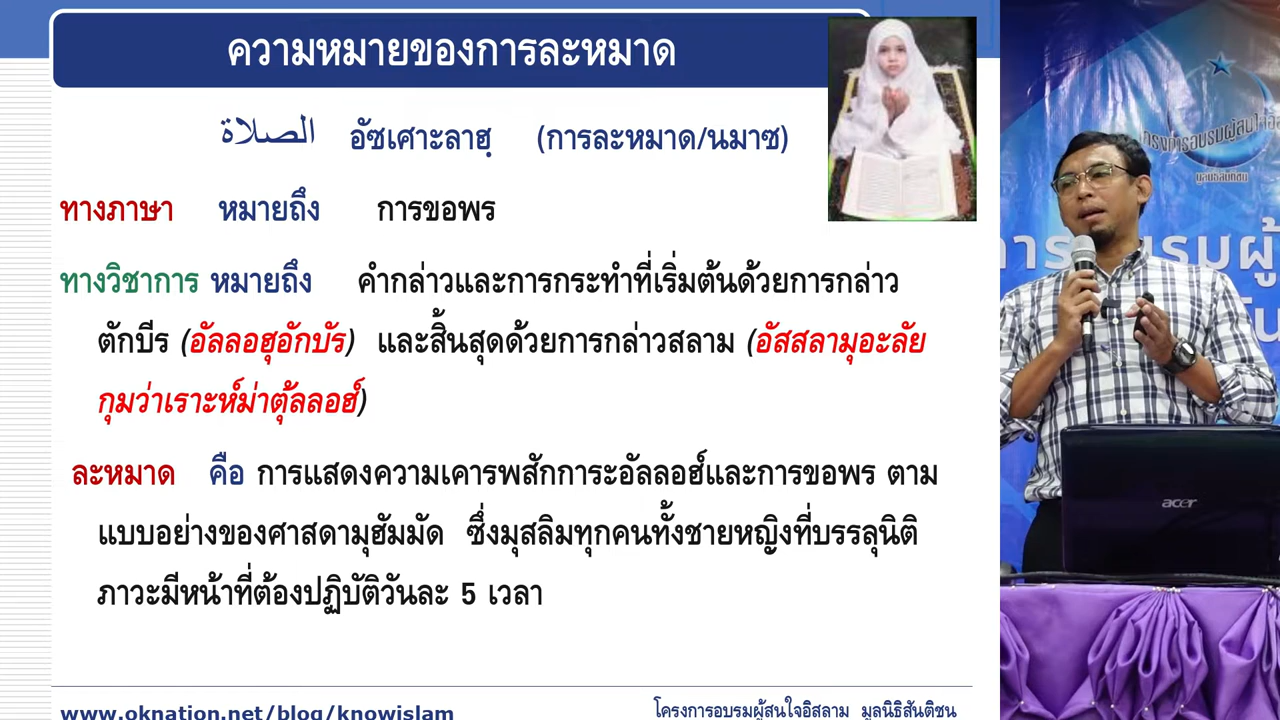 ความหมายของการละหมาด
الصلاة อัซเศาะลาฮฺ (การละหมาด/นมาซ)
ทางภาษา หมายถึง การขอพร
ทางวิชาการ หมายถึง คำกล่าวและการกระทำที่เริ่มต้นด้วยการกล่าว
ตักบีร (อัลลอฮุอักบัร) และสิ้นสุดด้วยการกล่าวสลาม (อัสสลามุอะลัย
กุมว่าเราะห์ม่าตุ้ลลอฮ์)
ละหมาด คือ การแสดงความเคารพสักการะอัลลอฮ์และการขอพร ตาม
แบบอย่างของศาสดามุฮัมมัด ซึ่งมุสลิมทุกคนทั้งชายหญิงที่บรรลุนิติ
ภาวะมีหน้าที่ต้องปฏิบัติวันละ 5 เวลา
www.oknation.net/blog/knowislam
โครงการอบรมผู้สนใจอิสลาม มูลนิธิสันติชน
มูลนิธิสันติชน
acer